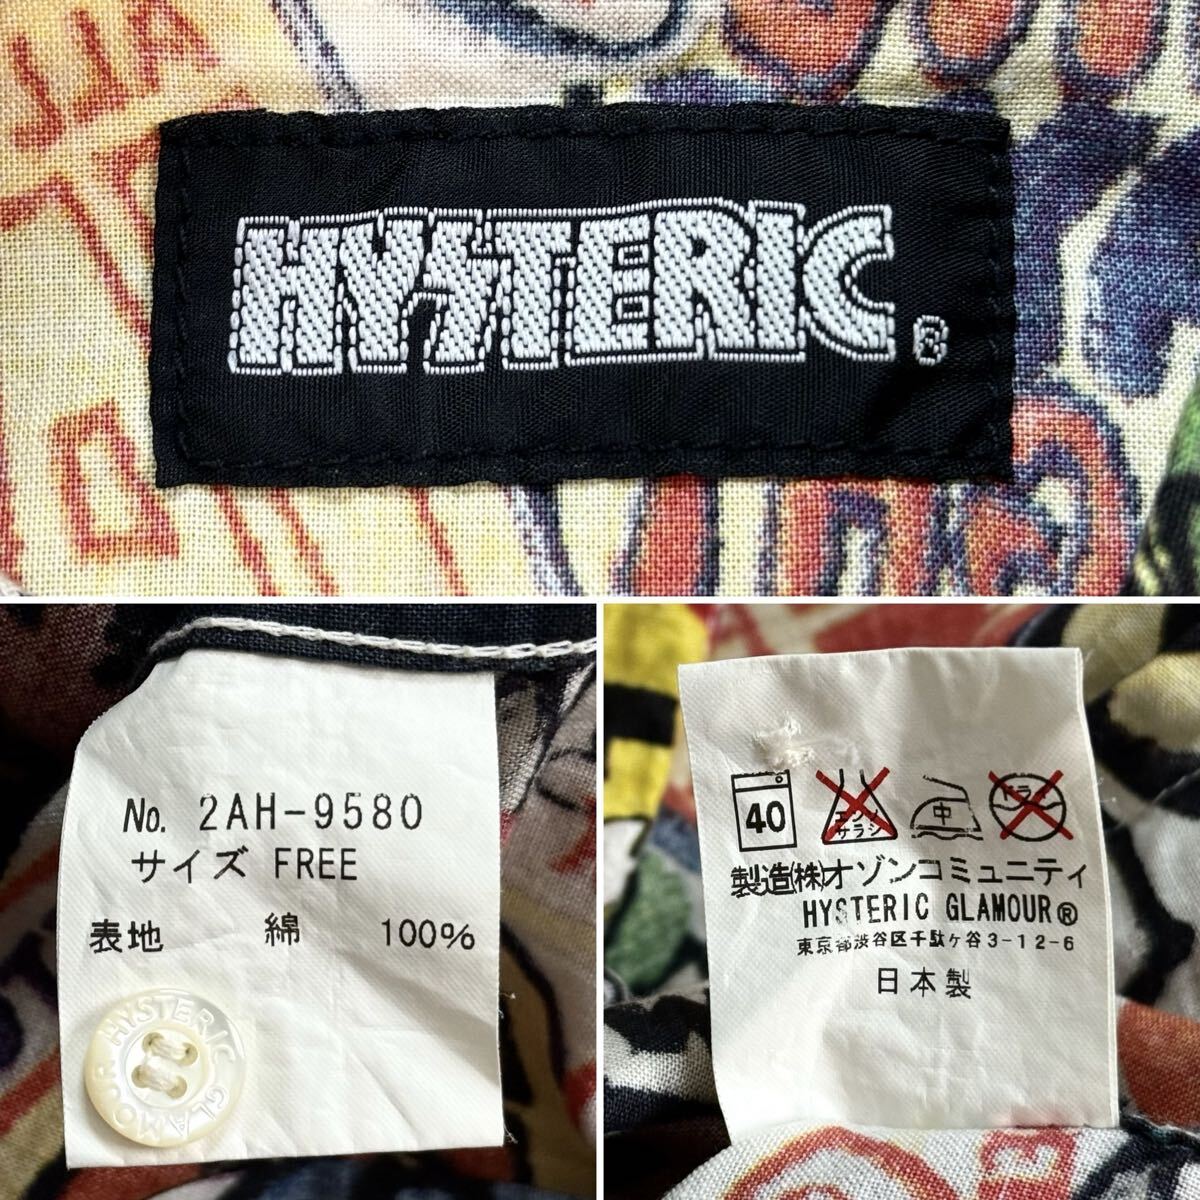 HYSTERIC®
No. 2AH-9580
サイズ FREE
表地 綿 100%
HYSTERIC GLAMOUR
40
エンソ
サラシ
中
ドライ
製造(株)オゾンコミュニティ
HYSTERIC GLAMOUR®
東京都渋谷区千駄ヶ谷3-12-6
日本製